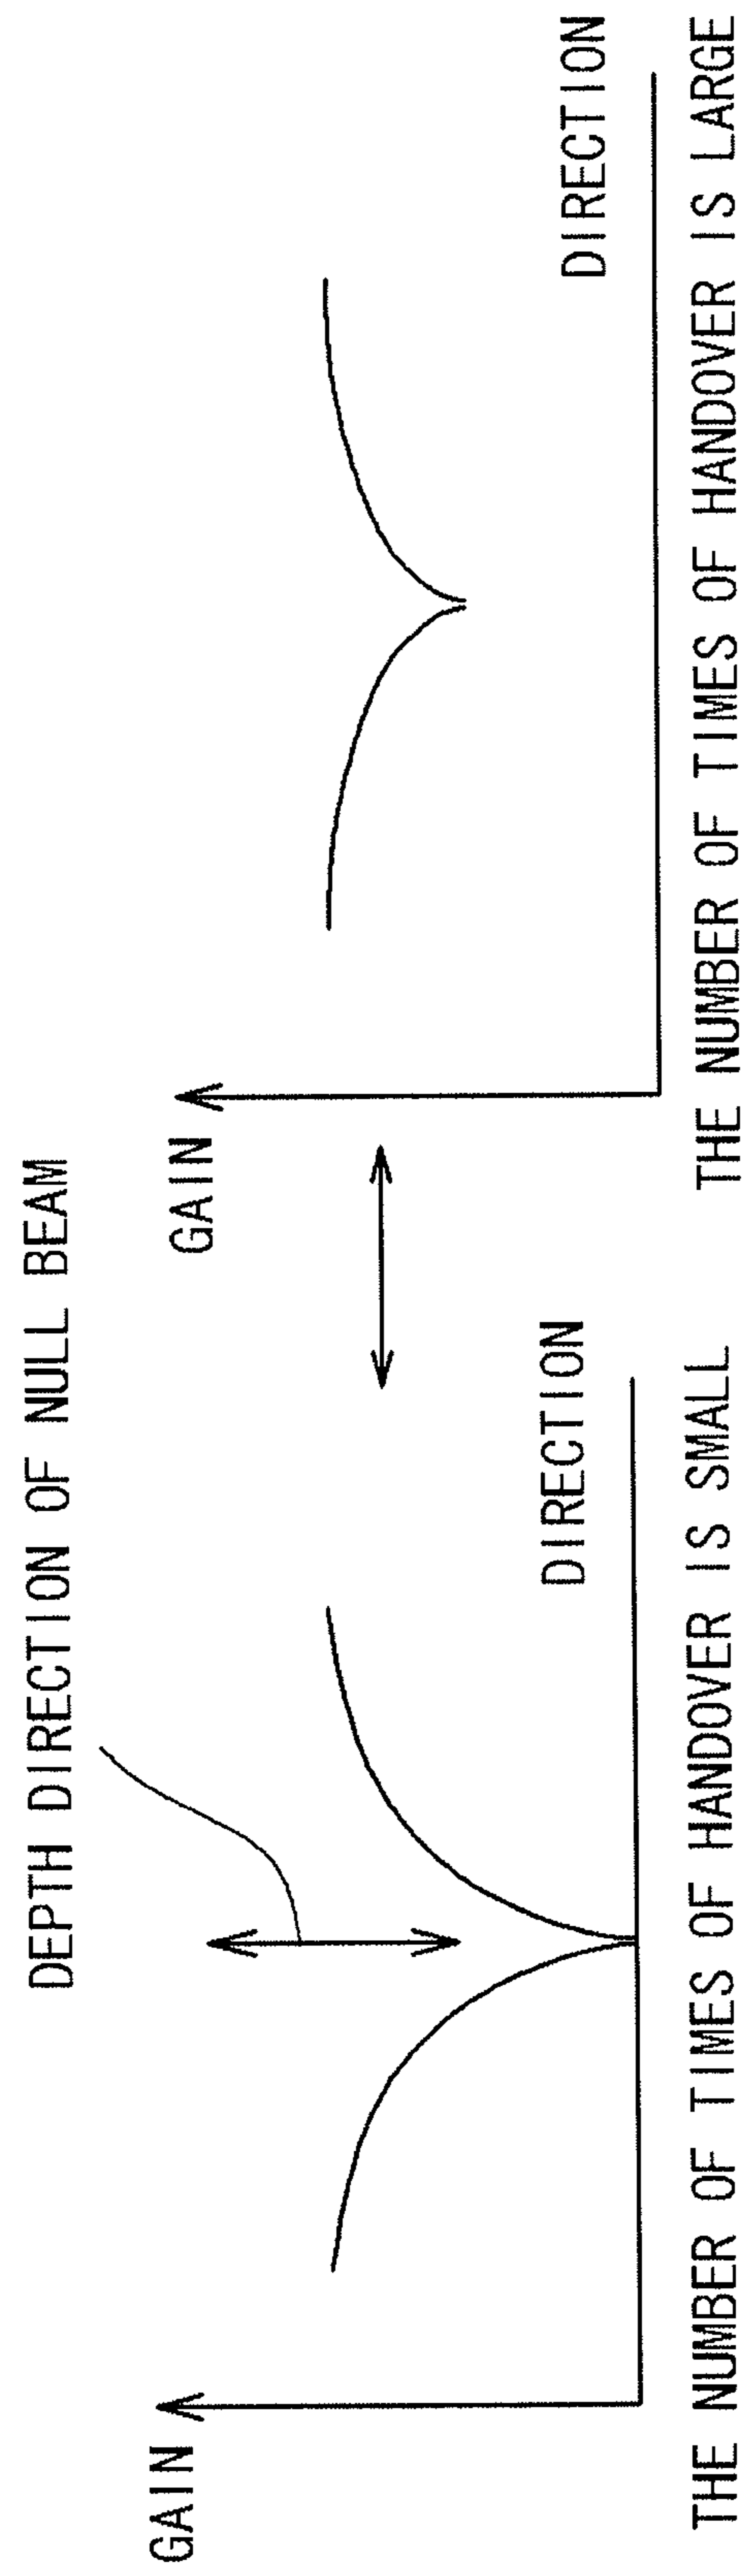 DEPTH DIRECTION OF NULL BEAM
GAIN
DIRECTION
THE NUMBER OF TIMES OF HANDOVER IS SMALL
GAIN
DIRECTION
THE NUMBER OF TIMES OF HANDOVER IS LARGE